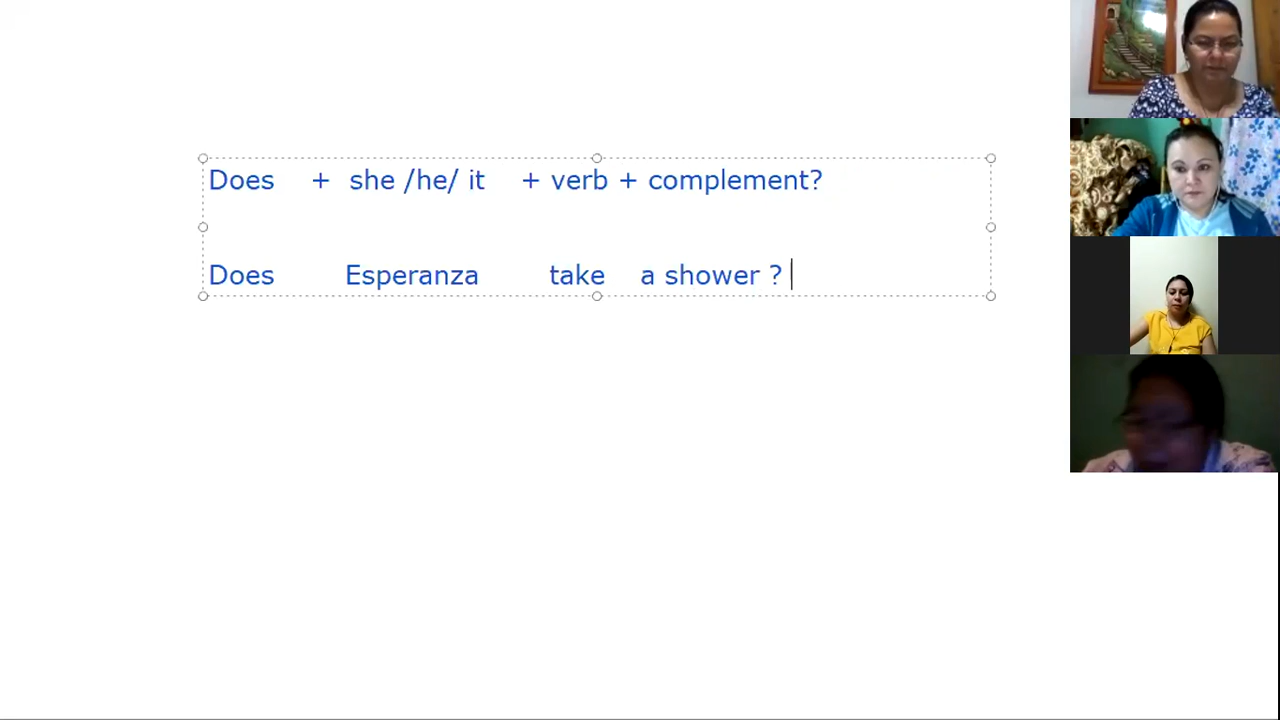 Does + she /he/ it + verb + complement?
Does Esperanza take a shower ?